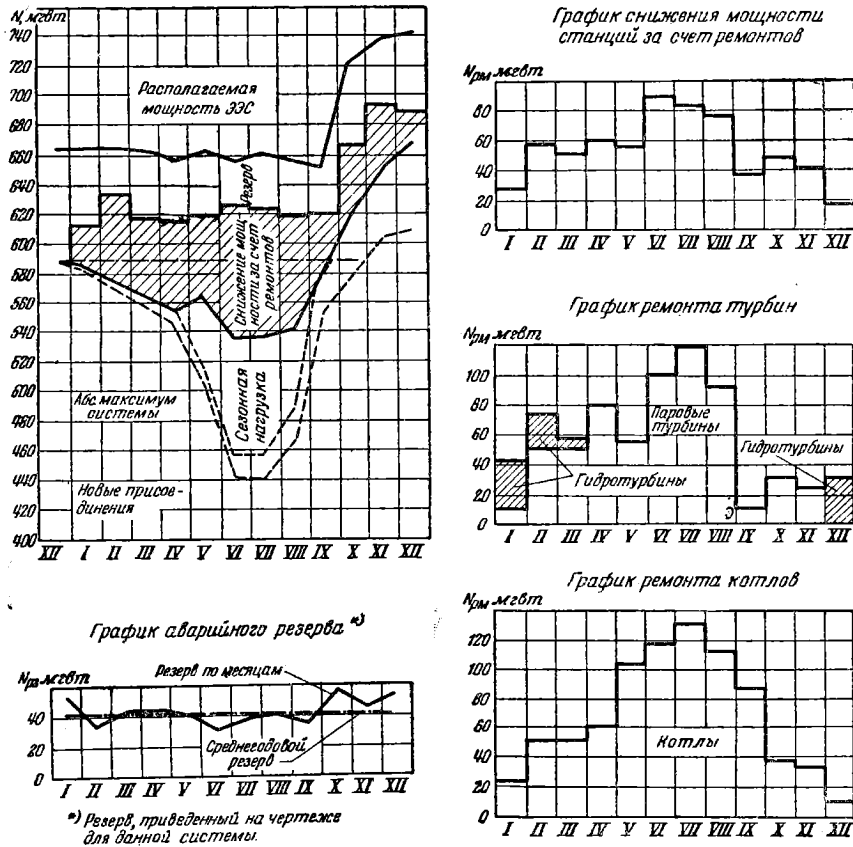 N, мгвт
740
720
700
680
660
640
620
600
580
560
540
520
600
480
460
440
420
400
XII I II III IV V VI VII VIII IX X XI XII
Располагаемая
мощность ЭЭС
Резерв
Снижение мощ-
ности за счет
ремонтов
Сезонная
нагрузка
Абс максимум
системы
Новые присое-
динения
График аварийного резерва *)
Nрз мгвт
40
20
0
Резерв по месяцам
Среднегодовой
резерв
I II III IV V VI VII VIII IX X XI XII
*) Резерв, приведенный на чертеже
для данной системы.
График снижения мощности
станций за счет ремонтов
Nрм мгвт
80
60
40
20
0
I II III IV V VI VII VIII IX X XI XII
График ремонта турбин
Nрм мгвт
100
80
60
40
20
0
Паровые
турбины
Гидротурбины
Гидротурбины
I II III IV V VI VII VIII IX X XI XII
График ремонта котлов
Nрм мгвт
120
100
80
60
40
20
0
Котлы
I II III IV V VI VII VIII IX X XI XII